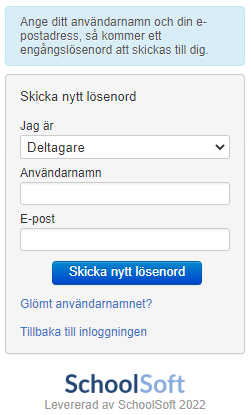 Ange ditt användarnamn och din e-
postadress, så kommer ett
engångslösenord att skickas till dig.
Skicka nytt lösenord
Jag är
Deltagare
Användarnamn
E-post
Skicka nytt lösenord
Glömt användarnamnet?
Tillbaka till inloggningen
SchoolSoft
Levererad av SchoolSoft 2022